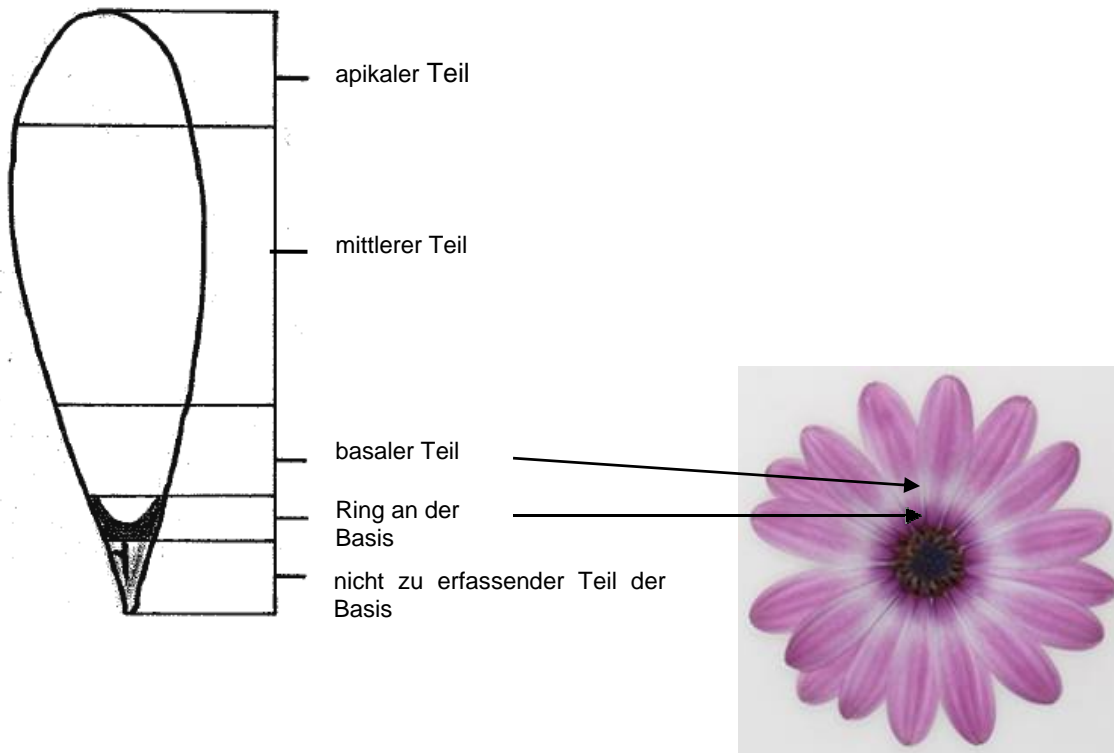 apikaler Teil
mittlerer Teil
basaler Teil
Ring an der
Basis
nicht zu erfassender Teil der
Basis